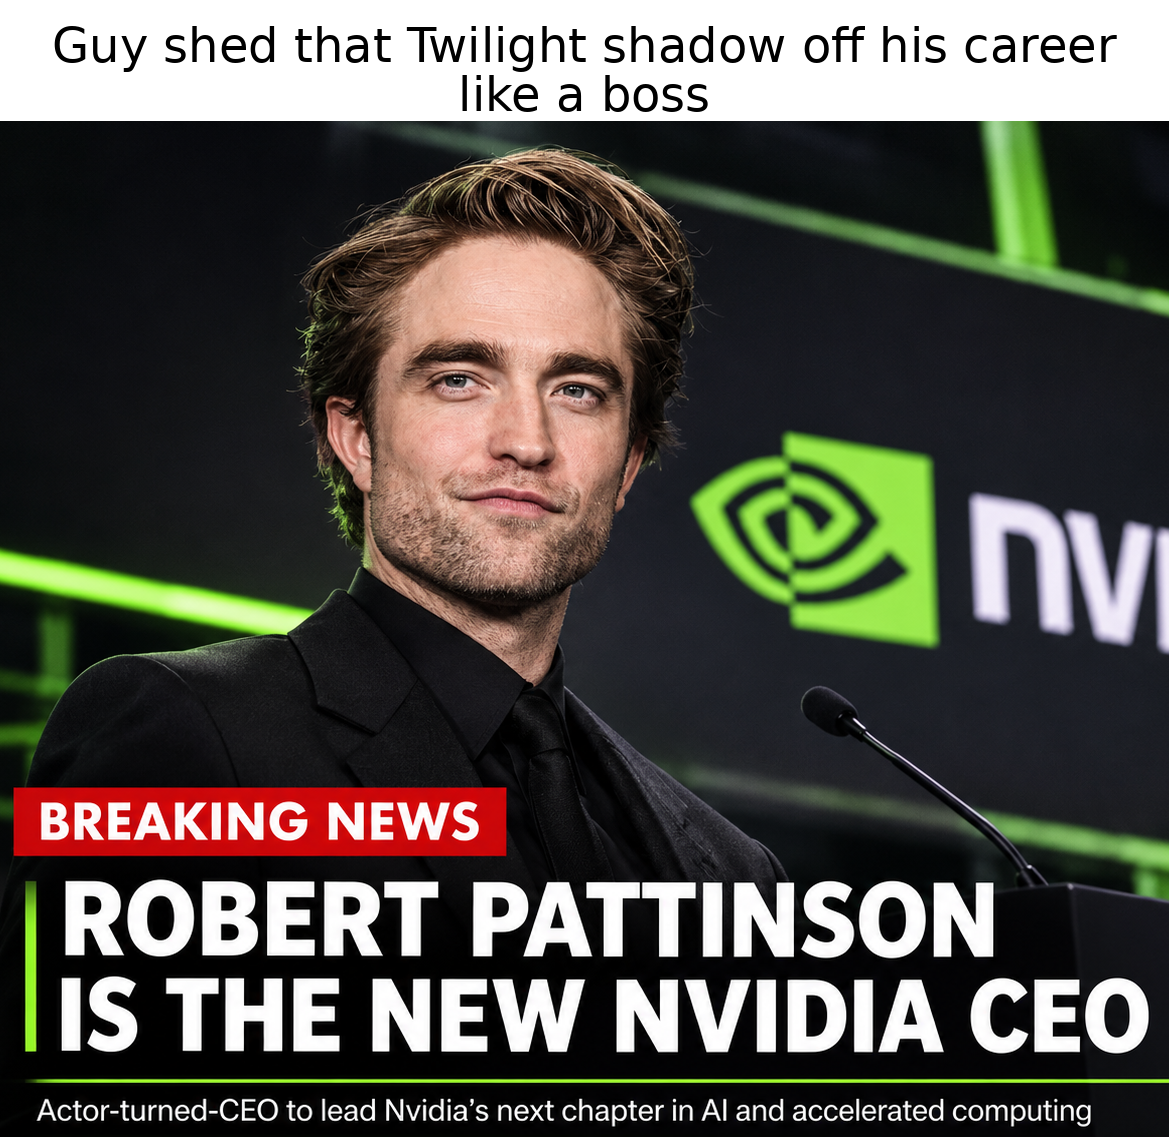 Guy shed that Twilight shadow off his career
like a boss
nvi
BREAKING NEWS
ROBERT PATTINSON
IS THE NEW NVIDIA CEO
Actor-turned-CEO to lead Nvidia’s next chapter in AI and accelerated computing